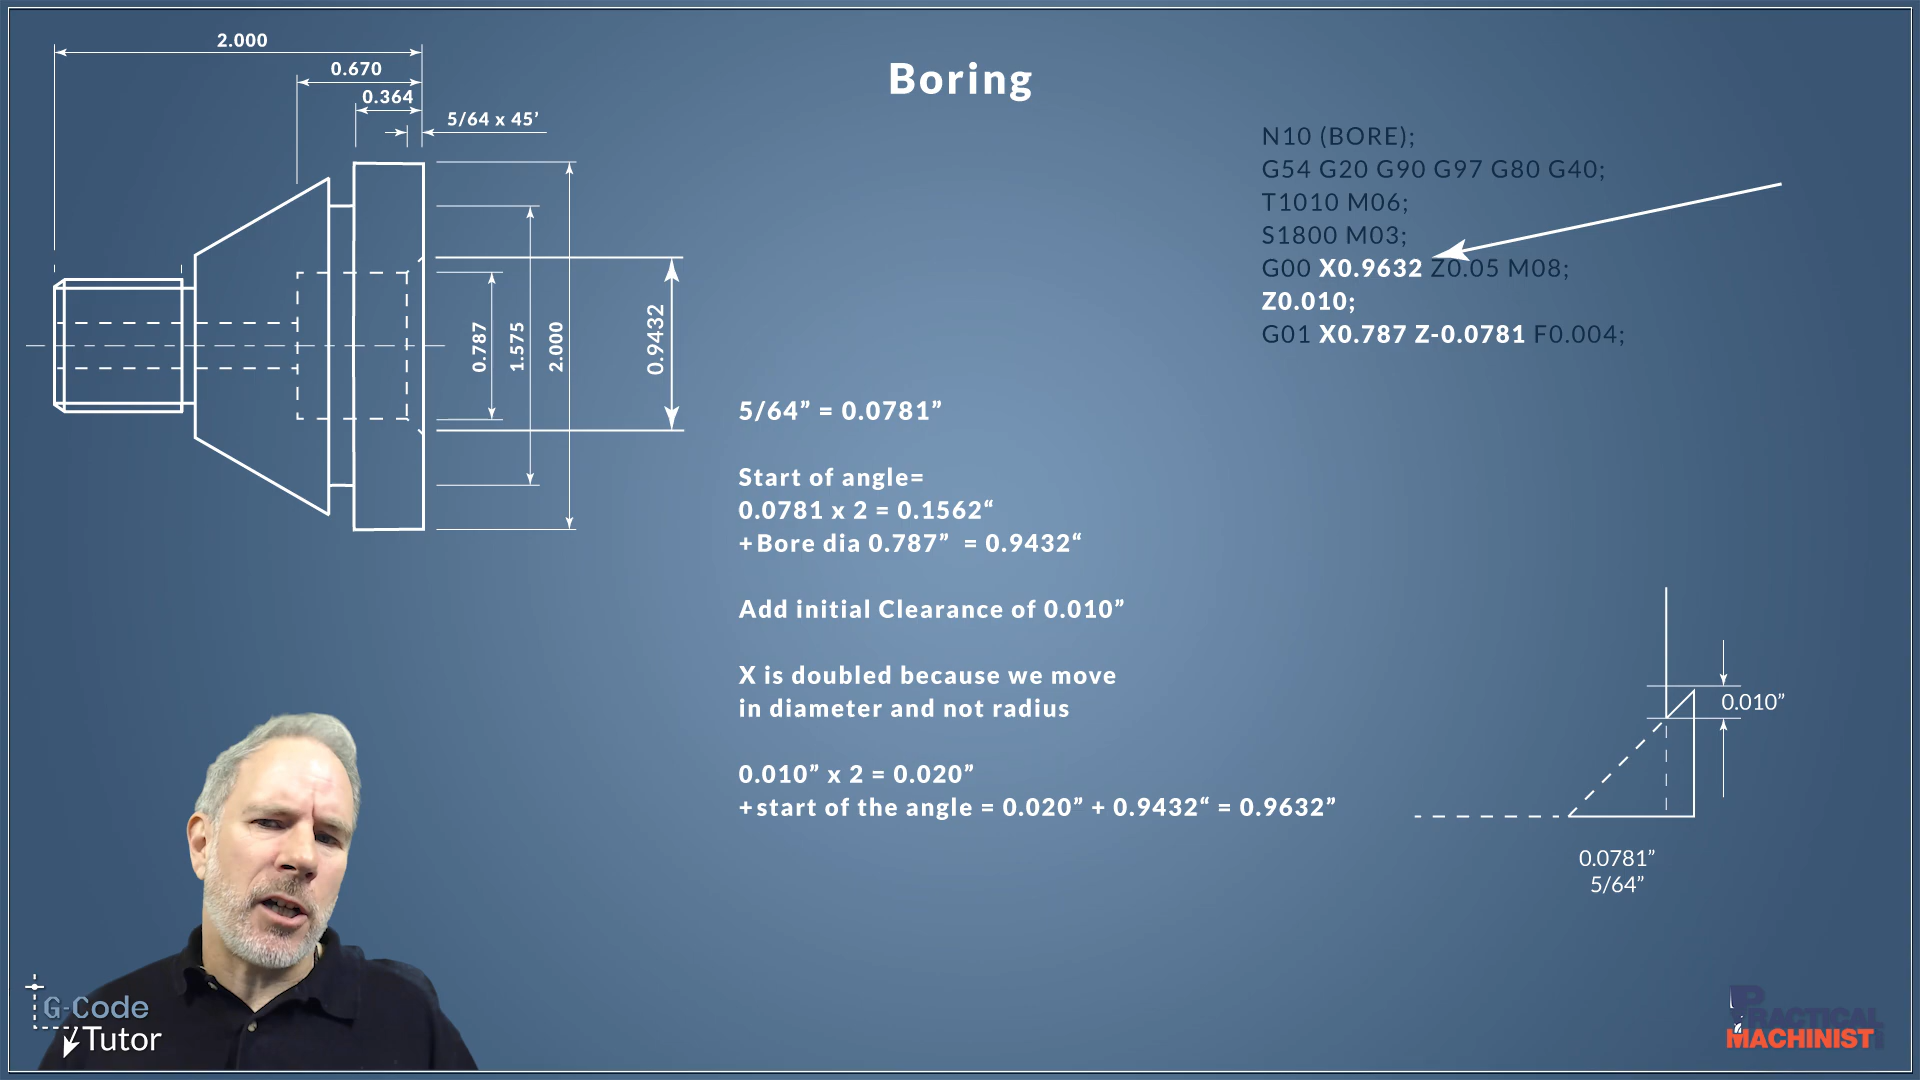 Boring
2.000
0.670
0.364
5/64 x 45’
0.787
1.575
2.000
0.9432
N10 (BORE);
G54 G20 G90 G97 G80 G40;
T1010 M06;
S1800 M03;
G00 X0.9632 Z0.05 M08;
Z0.010;
G01 X0.787 Z-0.0781 F0.004;
5/64” = 0.0781”
Start of angle=
0.0781 x 2 = 0.1562“
+Bore dia 0.787” = 0.9432“
Add initial Clearance of 0.010”
X is doubled because we move
in diameter and not radius
0.010” x 2 = 0.020”
+start of the angle = 0.020” + 0.9432“ = 0.9632”
0.010”
0.0781”
5/64”
G-Code
Tutor
PRACTICAL
MACHINIST